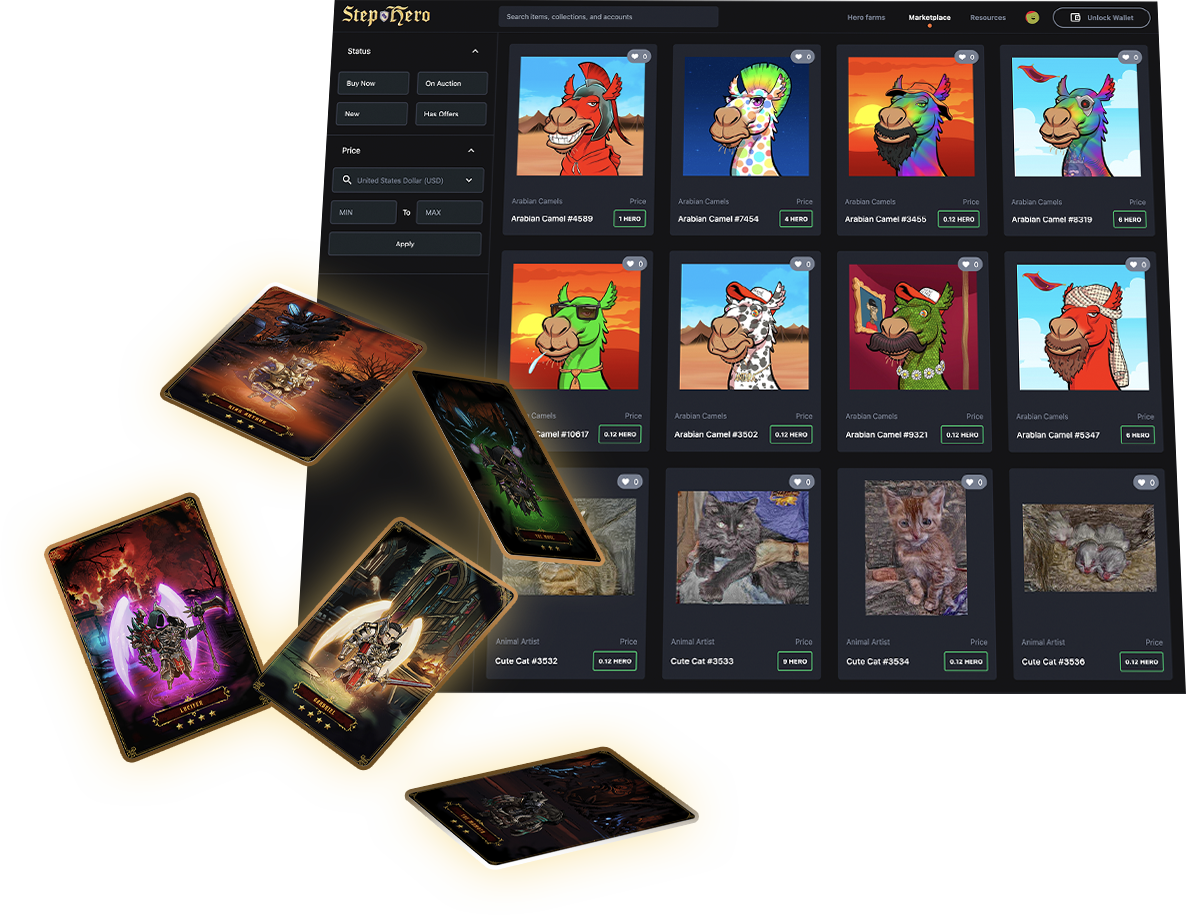 StepHero
Search items, collections, and accounts
Hero farms
Marketplace
Resources
Unlock Wallet
Status
Buy Now
On Auction
New
Has Offers
Price
United States Dollar (USD)
MIN
To
MAX
Apply
0
0
0
0
Arabian Camels Price
Arabian Camel #4589 1 HERO
Arabian Camels Price
Arabian Camel #7454 4 HERO
Arabian Camels Price
Arabian Camel #3455 0.12 HERO
Arabian Camels Price
Arabian Camel #8319 6 HERO
0
0
0
0
Camels Price
Camel #10617 0.12 HERO
Arabian Camels Price
Arabian Camel #3502 0.12 HERO
Arabian Camels Price
Arabian Camel #9321 0.12 HERO
Arabian Camels Price
Arabian Camel #5347 6 HERO
0
0
0
0
Animal Artist Price
Cute Cat #3532 0.12 HERO
Animal Artist Price
Cute Cat #3533 9 HERO
Animal Artist Price
Cute Cat #3534 0.12 HERO
Animal Artist Price
Cute Cat #3536 0.12 HERO
KING ARTHUR
LUCIFER